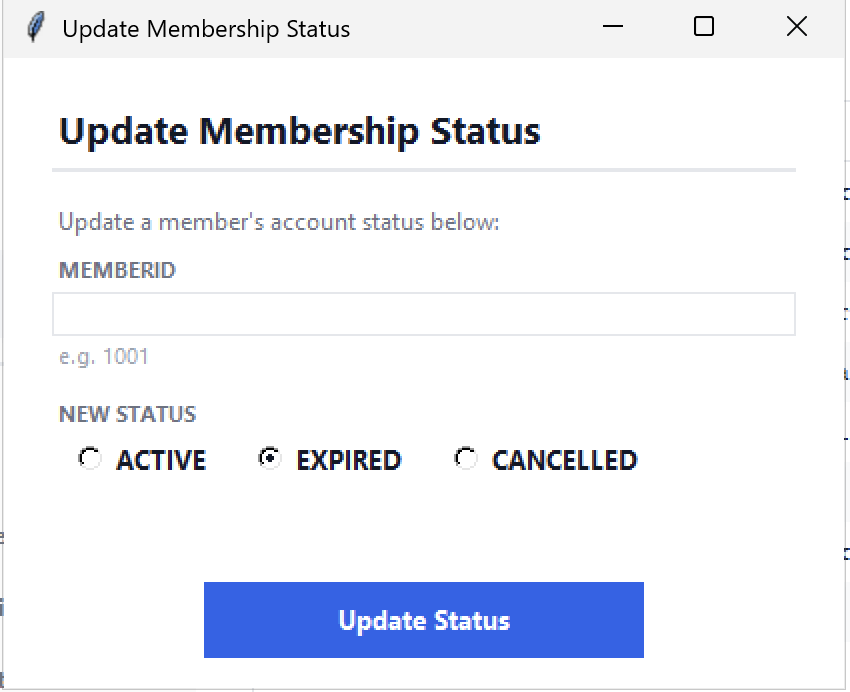 Update Membership Status
Update Membership Status
Update a member's account status below:
MEMBERID
e.g. 1001
NEW STATUS
ACTIVE EXPIRED CANCELLED
Update Status